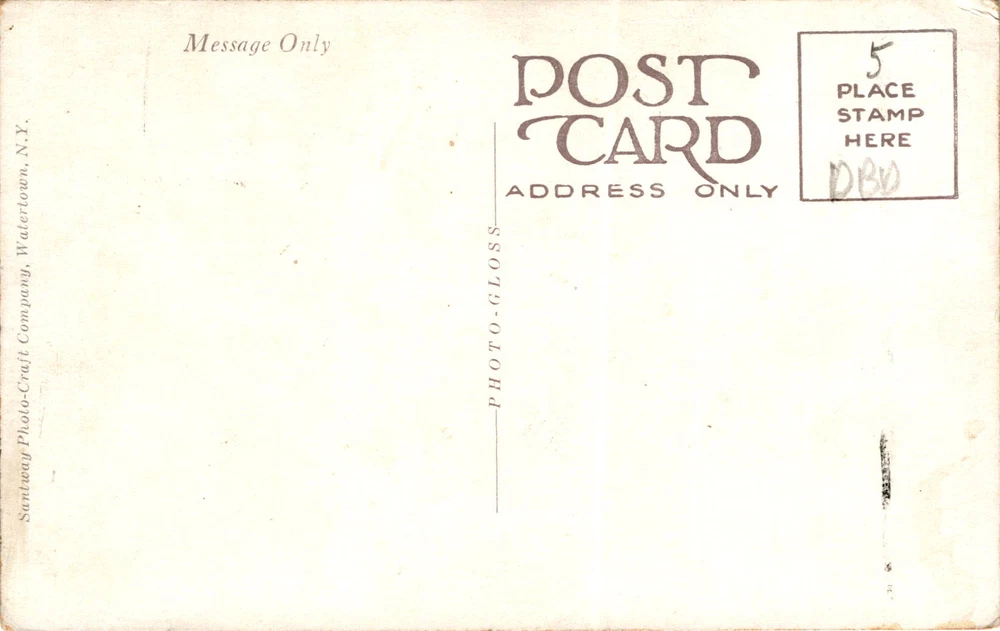 Message Only
POST
CARD
ADDRESS ONLY
5
PLACE
STAMP
HERE
DBD
PHOTO-GLOSS
Santway Photo-Craft Company, Watertown, N.Y.